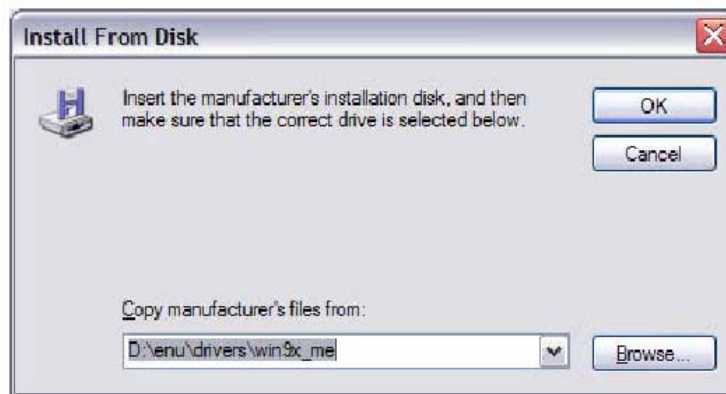 Install From Disk
Insert the manufacturer's installation disk, and then
make sure that the correct drive is selected below.
OK
Cancel
Copy manufacturer's files from:
D:\enu\drivers\win9x_me
Browse...